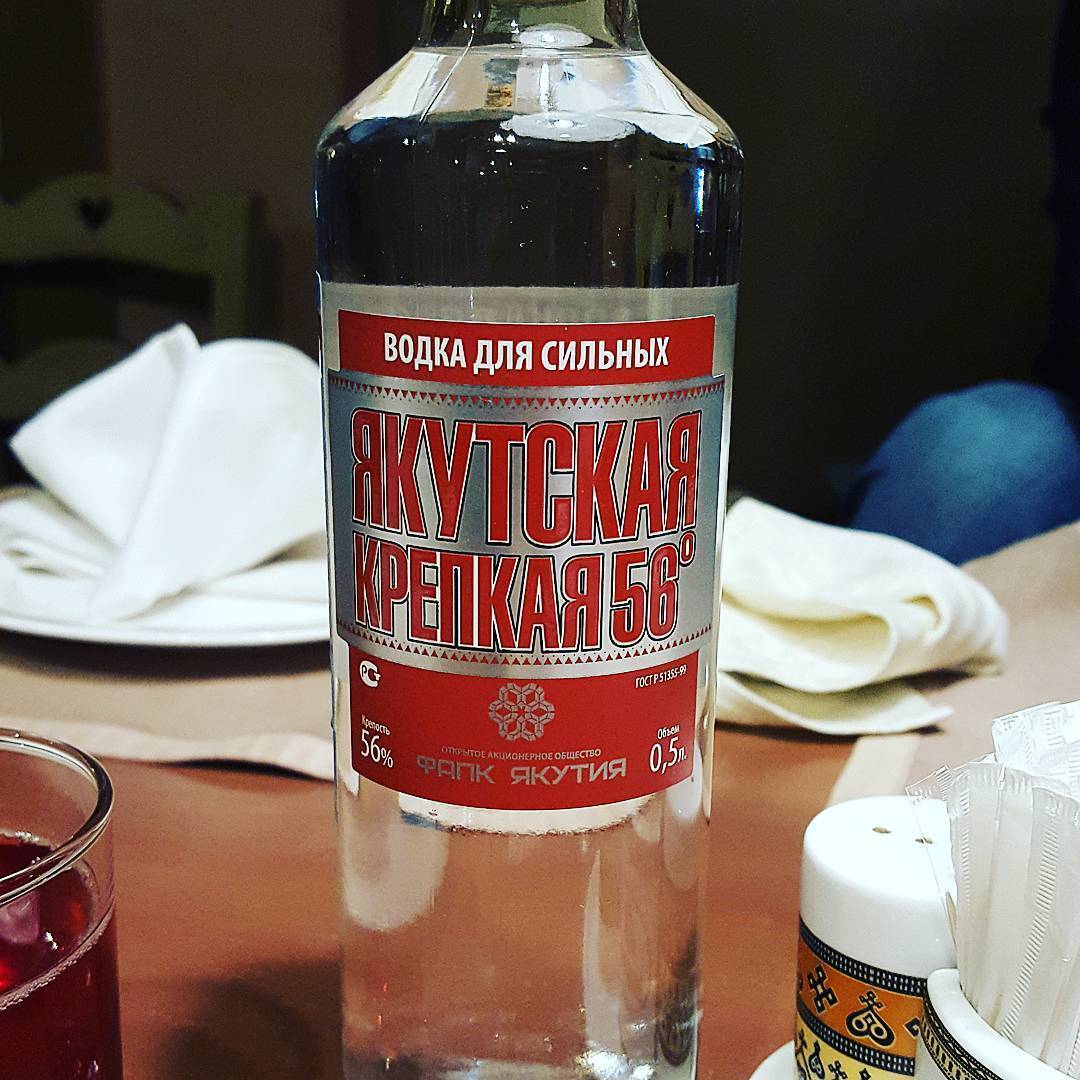 ВОДКА ДЛЯ СИЛЬНЫХ
ЯКУТСКАЯ
КРЕПКАЯ 56°
РСТ
ГОСТ Р 51355-99
Крепость
56%
Объем
0,5л.
ОТКРЫТОЕ АКЦИОНЕРНОЕ ОБЩЕСТВО
ФАПК ЯКУТИЯ